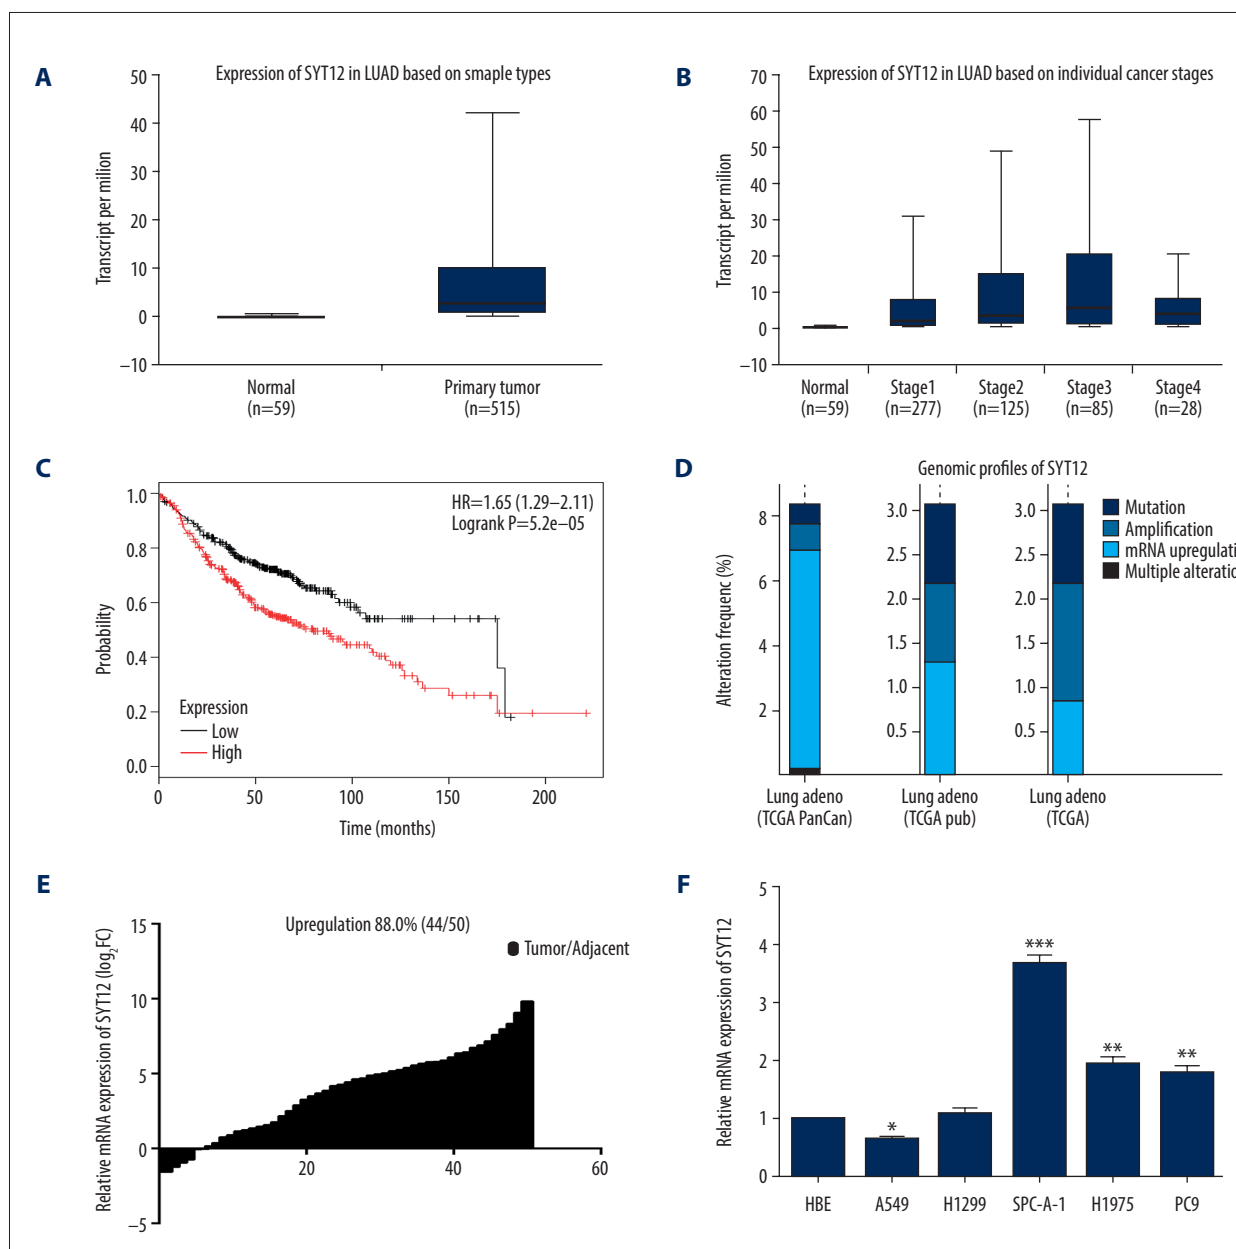 A
Expression of SYT12 in LUAD based on smaple types
Transcript per milion
50
40
30
20
10
0
−10
Normal
(n=59)
Primary tumor
(n=515)
B
Expression of SYT12 in LUAD based on individual cancer stages
Transcript per milion
70
60
50
40
30
20
10
0
−10
Normal
(n=59)
Stage1
(n=277)
Stage2
(n=125)
Stage3
(n=85)
Stage4
(n=28)
C
HR=1.65 (1.29–2.11)
Logrank P=5.2e–05
Probability
1.0
0.8
0.6
0.4
0.2
0.0
Expression
Low
High
0
50
100
150
200
Time (months)
D
Genomic profiles of SYT12
Alteration frequenc (%)
8
6
4
2
3.0
2.5
2.0
1.5
1.0
0.5
3.0
2.5
2.0
1.5
1.0
0.5
Mutation
Amplification
mRNA upregulati
Multiple alteration
Lung adeno
(TCGA PanCan)
Lung adeno
(TCGA pub)
Lung adeno
(TCGA)
E
Upregulation 88.0% (44/50)
Tumor/Adjacent
Relative mRNA expression of SYT12 (log2FC)
15
10
5
0
−5
20
40
60
F
Relative mRNA expression of SYT12
5
4
3
2
1
0
*
***
**
**
HBE
A549
H1299
SPC-A-1
H1975
PC9